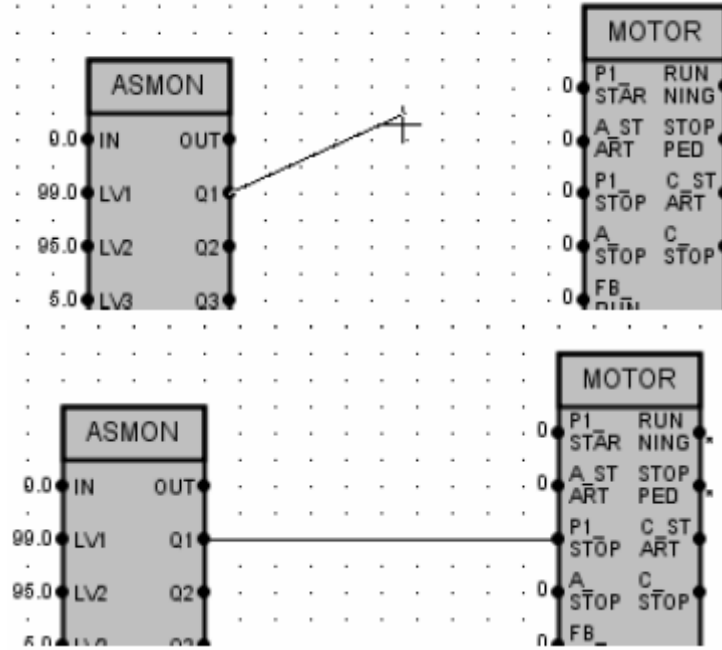 MOTOR
ASMON
0 P1_ STAR RUN NING
0 A_ST ART STOP PED
0 P1_ STOP C_ST ART
0 A_ STOP C_ STOP
0 FB_ RUN
9.0 IN OUT
99.0 LV1 Q1
95.0 LV2 Q2
5.0 LV3 Q3
MOTOR
ASMON
0 P1_ STAR RUN NING *
0 A_ST ART STOP PED *
P1_ STOP C_ST ART
0 A_ STOP C_ STOP
0 FB_
9.0 IN OUT
99.0 LV1 Q1
95.0 LV2 Q2